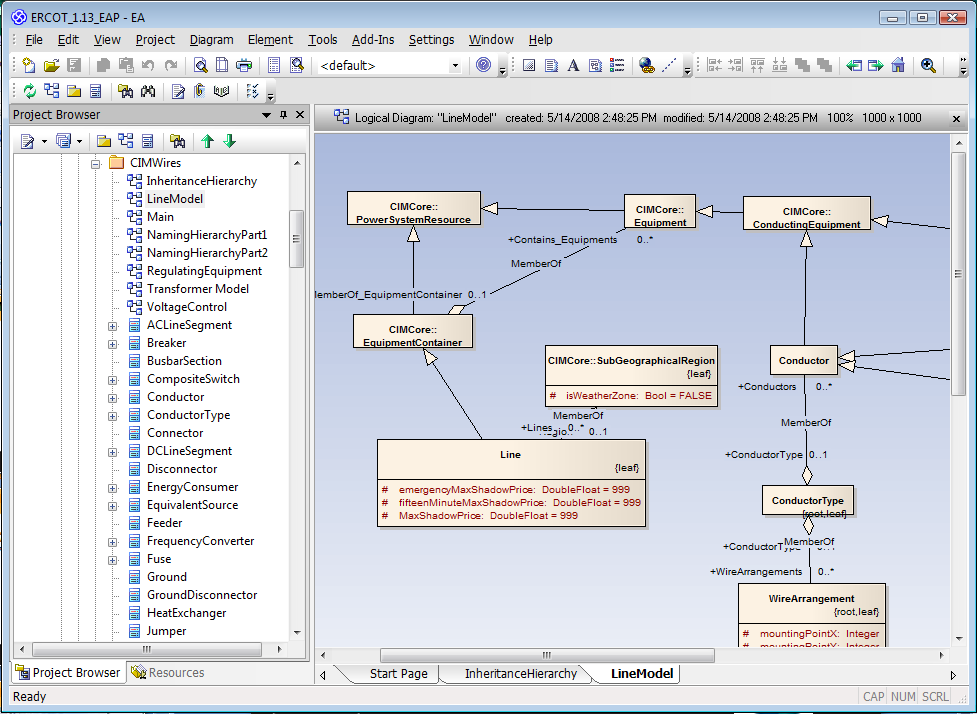 ERCOT_1.13_EAP - EA
File Edit View Project Diagram Element Tools Add-Ins Settings Window Help
<default>
Project Browser
Logical Diagram: "LineModel" created: 5/14/2008 2:48:25 PM modified: 5/14/2008 2:48:25 PM 100% 1000 x 1000
CIMWires
InheritanceHierarchy
LineModel
Main
NamingHierarchyPart1
NamingHierarchyPart2
RegulatingEquipment
Transformer Model
VoltageControl
ACLineSegment
Breaker
BusbarSection
CompositeSwitch
Conductor
ConductorType
Connector
DCLineSegment
Disconnector
EnergyConsumer
EquivalentSource
Feeder
FrequencyConverter
Fuse
Ground
GroundDisconnector
HeatExchanger
Jumper
Project Browser Resources
CIMCore::
PowerSystemResource
CIMCore::
Equipment
CIMCore::
ConductingEquipment
+Contains_Equipments 0..*
MemberOf
MemberOf_EquipmentContainer 0..1
CIMCore::
EquipmentContainer
CIMCore::SubGeographicalRegion
{leaf}
# isWeatherZone: Bool = FALSE
MemberOf
+Lines 0..*
0..1
Line
{leaf}
# emergencyMaxShadowPrice: DoubleFloat = 999
# fifteenMinuteMaxShadowPrice: DoubleFloat = 999
# MaxShadowPrice: DoubleFloat = 999
Conductor
+Conductors 0..*
MemberOf
+ConductorType 0..1
ConductorType
{root,leaf}
MemberOf
+ConductorType 0..1
+WireArrangements 0..*
WireArrangement
{root,leaf}
# mountingPointX: Integer
# mountingPointY: Integer
Start Page InheritanceHierarchy LineModel
Ready
CAP NUM SCRL